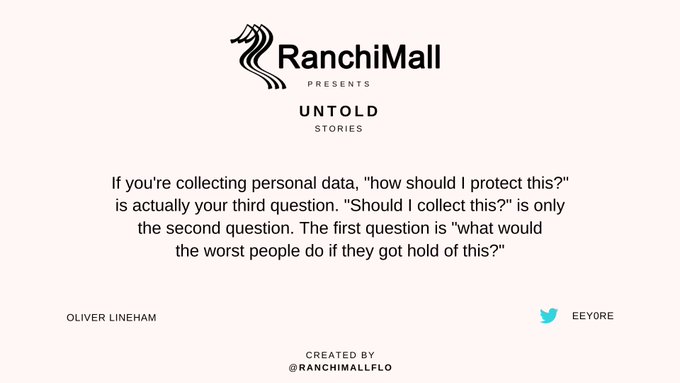 RanchiMall
PRESENTS
UNTOLD
STORIES
If you're collecting personal data, "how should I protect this?"
is actually your third question. "Should I collect this?" is only
the second question. The first question is "what would
the worst people do if they got hold of this?"
OLIVER LINEHAM
EEY0RE
CREATED BY
@RANCHIMALLFLO